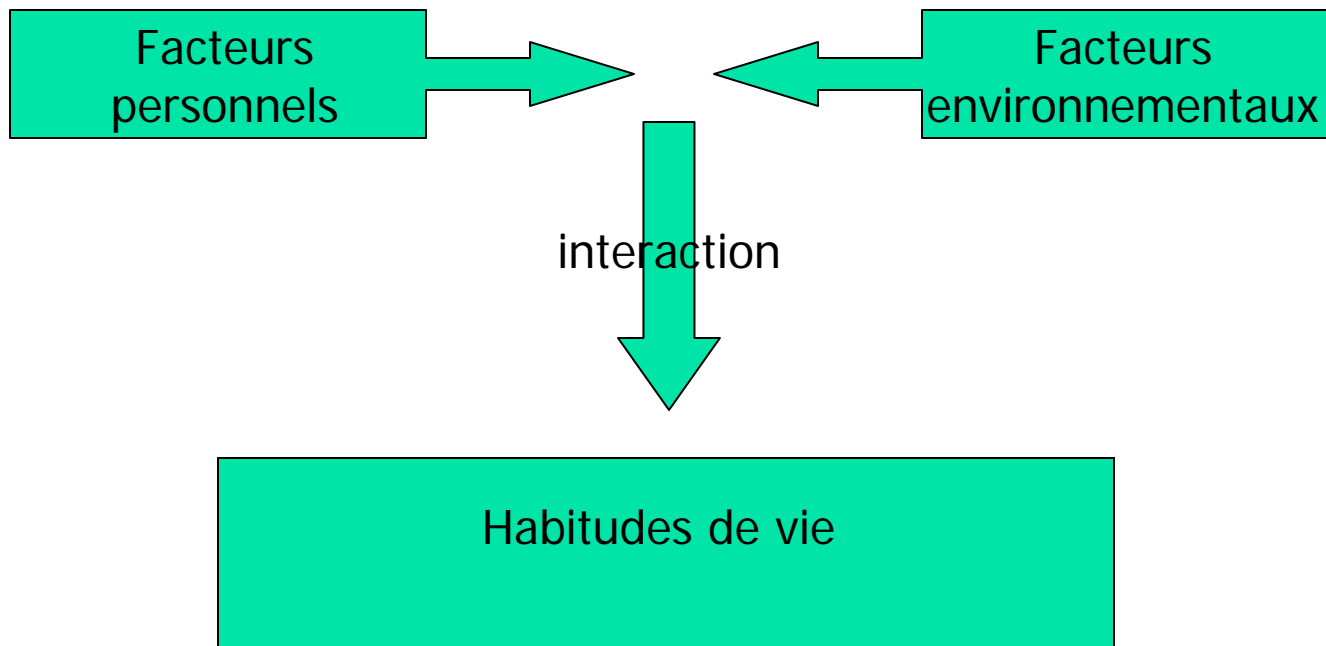 Facteurs
personnels
Facteurs
environnementaux
interaction
Habitudes de vie